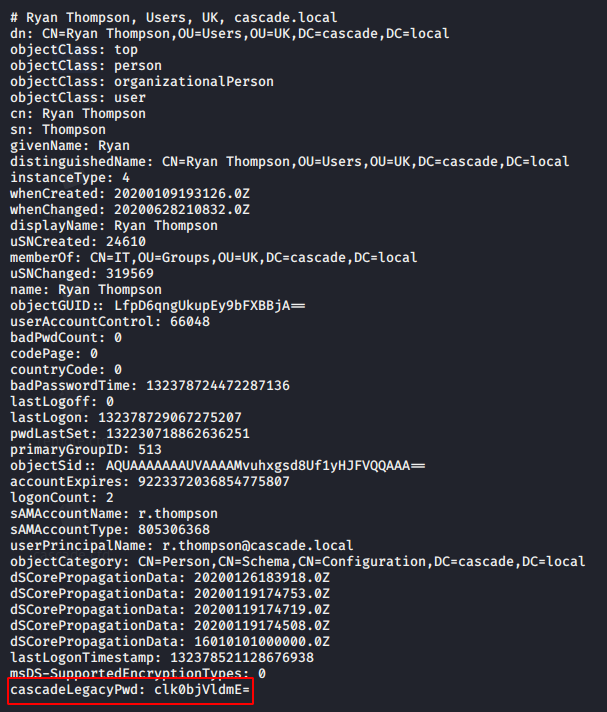 # Ryan Thompson, Users, UK, cascade.local
dn: CN=Ryan Thompson,OU=Users,OU=UK,DC=cascade,DC=local
objectClass: top
objectClass: person
objectClass: organizationalPerson
objectClass: user
cn: Ryan Thompson
sn: Thompson
givenName: Ryan
distinguishedName: CN=Ryan Thompson,OU=Users,OU=UK,DC=cascade,DC=local
instanceType: 4
whenCreated: 20200109193126.0Z
whenChanged: 20200628210832.0Z
displayName: Ryan Thompson
uSNCreated: 24610
memberOf: CN=IT,OU=Groups,OU=UK,DC=cascade,DC=local
uSNChanged: 319569
name: Ryan Thompson
objectGUID:: LfpD6qngUkupEy9bFXBBjA==
userAccountControl: 66048
badPwdCount: 0
codePage: 0
countryCode: 0
badPasswordTime: 132378724472287136
lastLogoff: 0
lastLogon: 132378729067275207
pwdLastSet: 132230718862636251
primaryGroupID: 513
objectSid:: AQUAAAAAAAUVAAAAMvuhxgsd8Uf1yHJFVQQAAA==
accountExpires: 9223372036854775807
logonCount: 2
sAMAccountName: r.thompson
sAMAccountType: 805306368
userPrincipalName: r.thompson@cascade.local
objectCategory: CN=Person,CN=Schema,CN=Configuration,DC=cascade,DC=local
dSCorePropagationData: 20200126183918.0Z
dSCorePropagationData: 20200119174753.0Z
dSCorePropagationData: 20200119174719.0Z
dSCorePropagationData: 20200119174508.0Z
dSCorePropagationData: 16010101000000.0Z
lastLogonTimestamp: 132378521128676938
msDS-SupportedEncryptionTypes: 0
cascadeLegacyPwd: clk0bjVldmE=